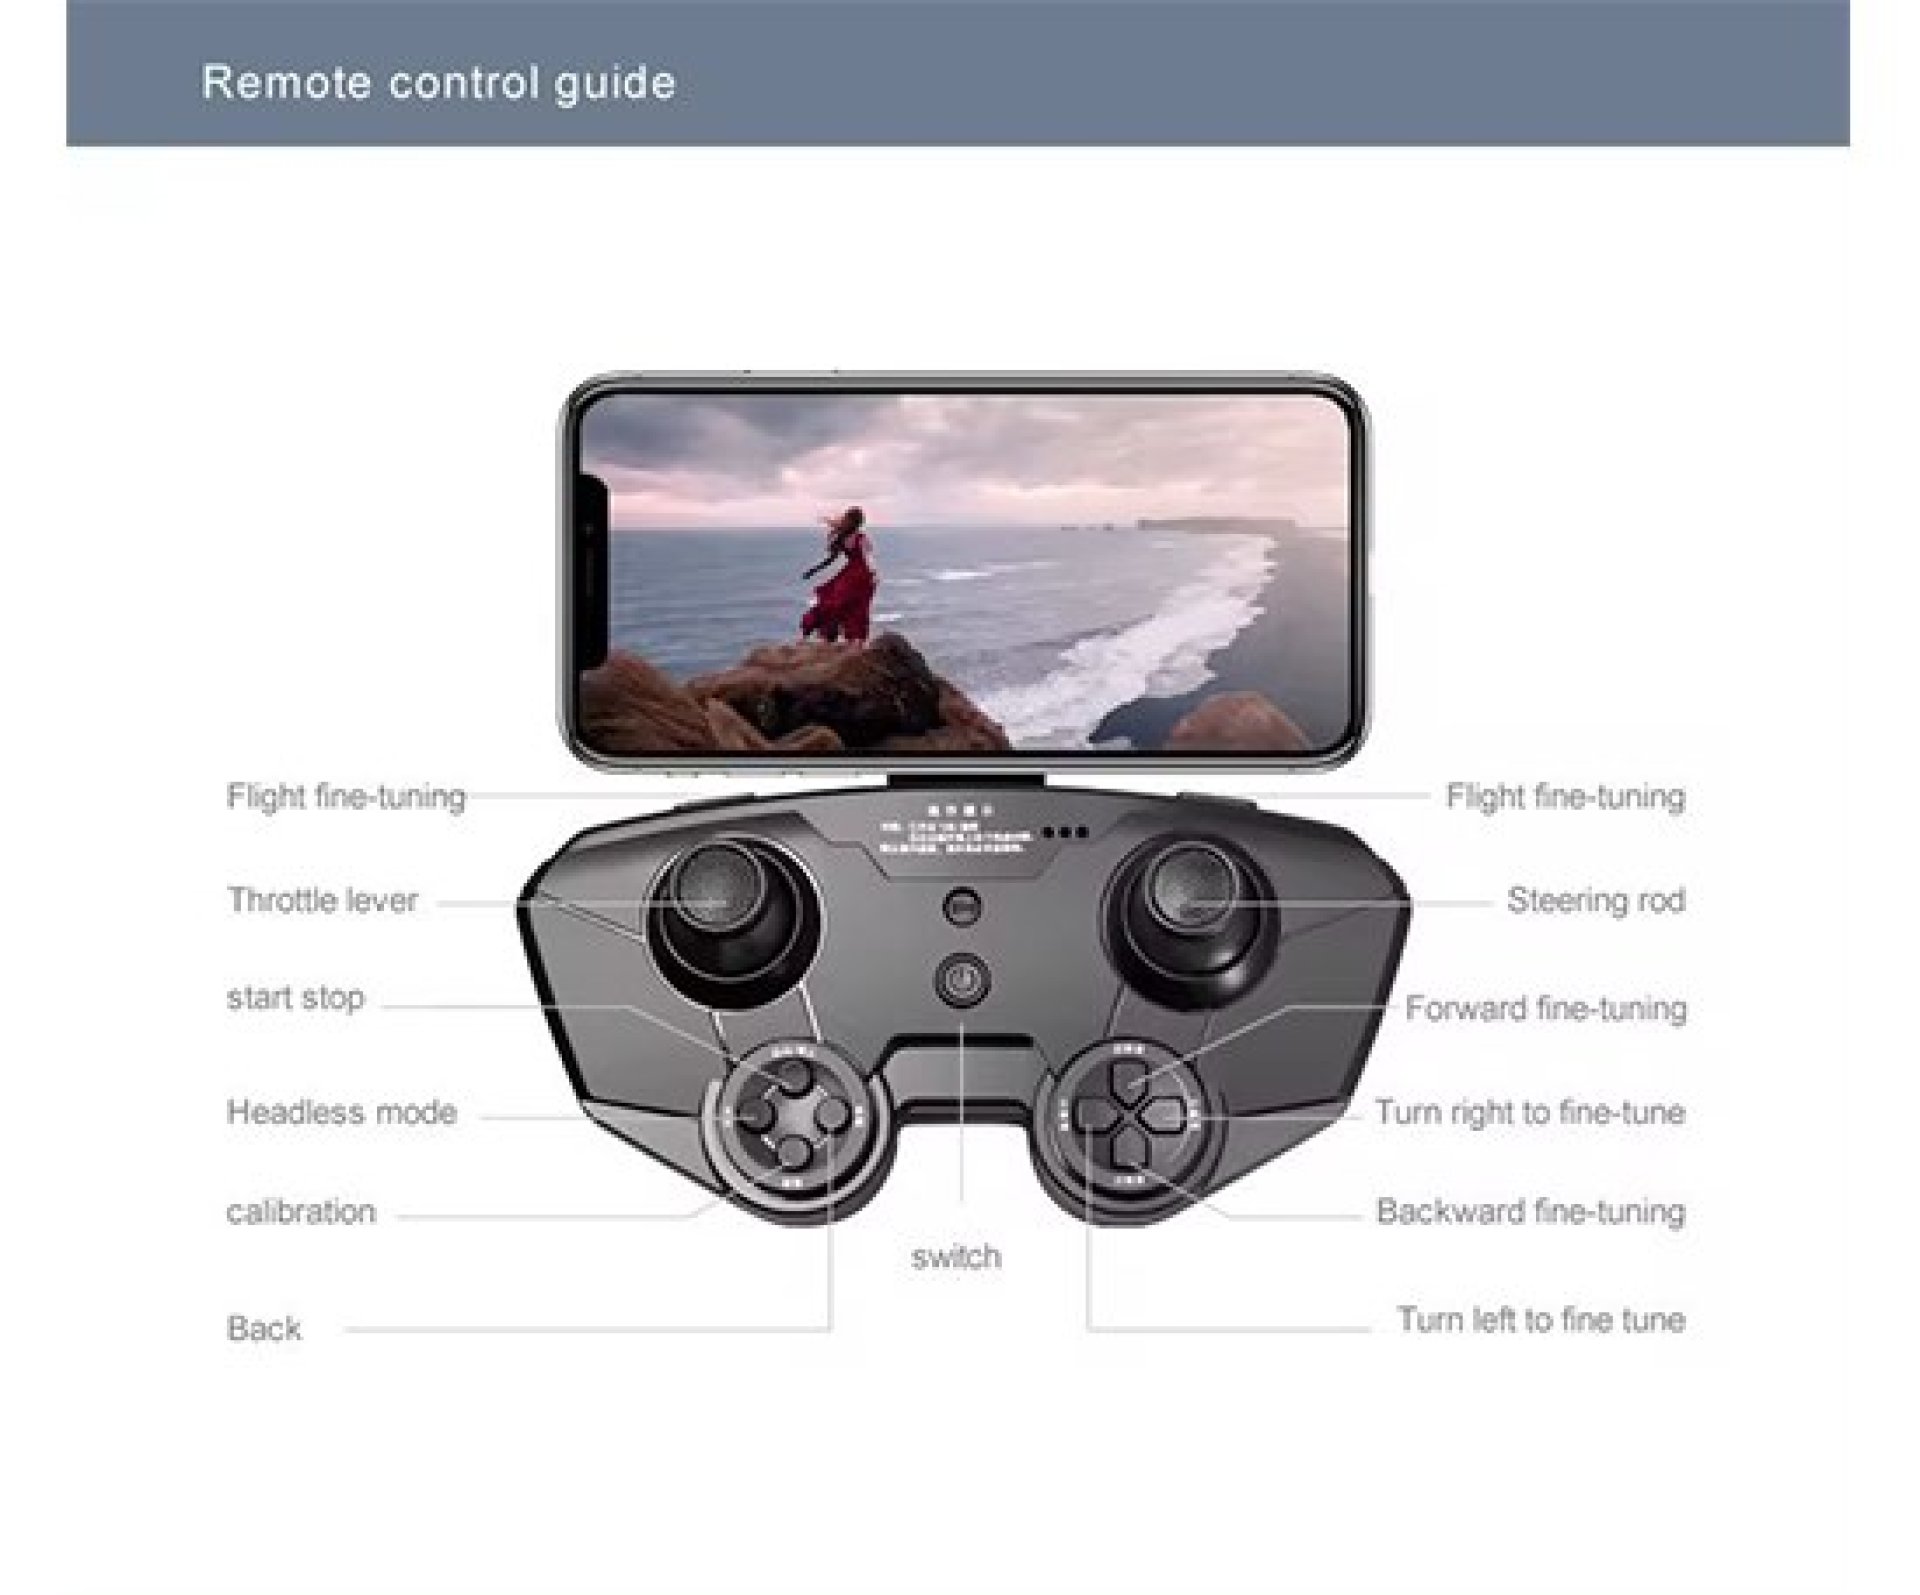 Remote control guide
Flight fine-tuning
Flight fine-tuning
Throttle lever
Steering rod
start stop
Forward fine-tuning
Headless mode
Turn right to fine-tune
calibration
Backward fine-tuning
switch
Back
Turn left to fine tune